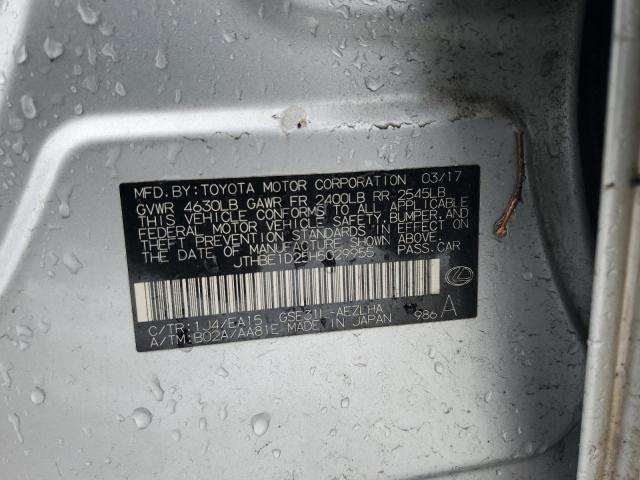 MFD. BY: TOYOTA MOTOR CORPORATION 03/17
GVWR 4630LB GAWR FR 2400LB RR 2545LB
THIS VEHICLE CONFORMS TO ALL APPLICABLE
FEDERAL MOTOR VEHICLE SAFETY, BUMPER, AND
THEFT PREVENTION STANDARDS IN EFFECT ON
THE DATE OF MANUFACTURE SHOWN ABOVE.
JTHBE1D25H5029955 PASS. CAR
C/TR: 1J4/EA15 GSE31L-AEZLHA
A/TM: B02A/AA81E MADE IN JAPAN 986 A